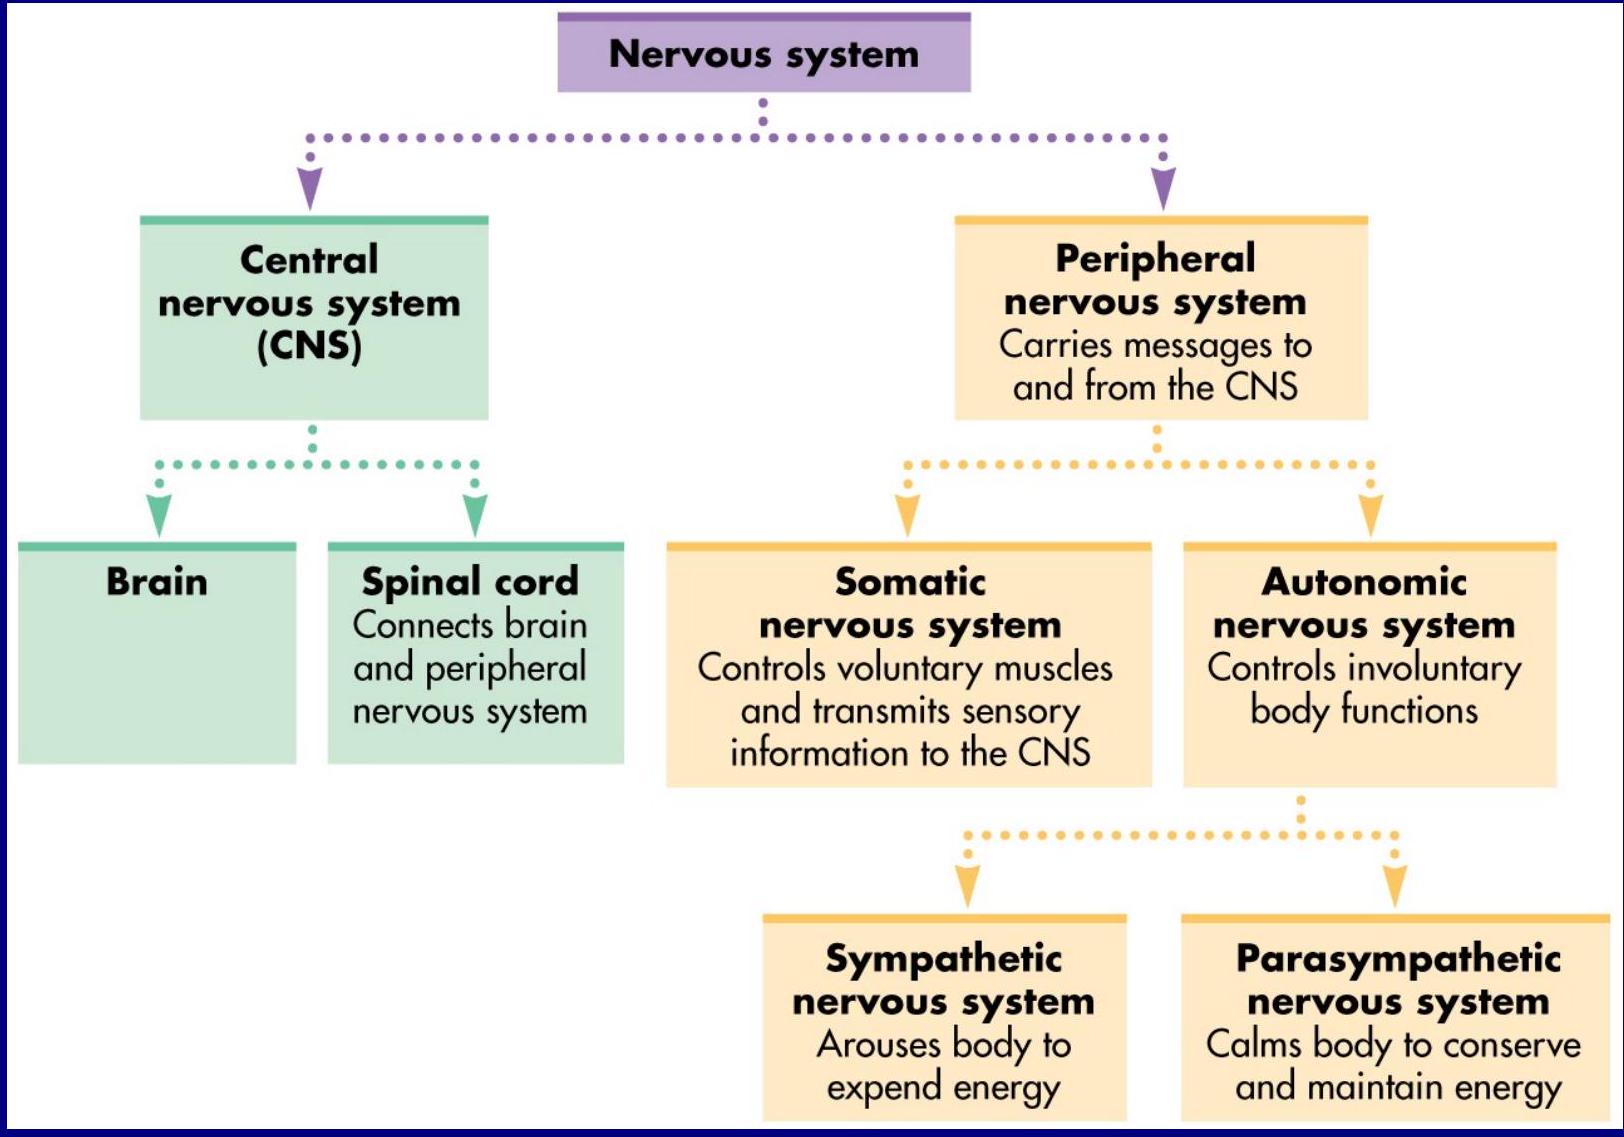 Nervous system
Central
nervous system
(CNS)
Peripheral
nervous system
Carries messages to
and from the CNS
Brain
Spinal cord
Connects brain
and peripheral
nervous system
Somatic
nervous system
Controls voluntary muscles
and transmits sensory
information to the CNS
Autonomic
nervous system
Controls involuntary
body functions
Sympathetic
nervous system
Arouses body to
expend energy
Parasympathetic
nervous system
Calms body to conserve
and maintain energy